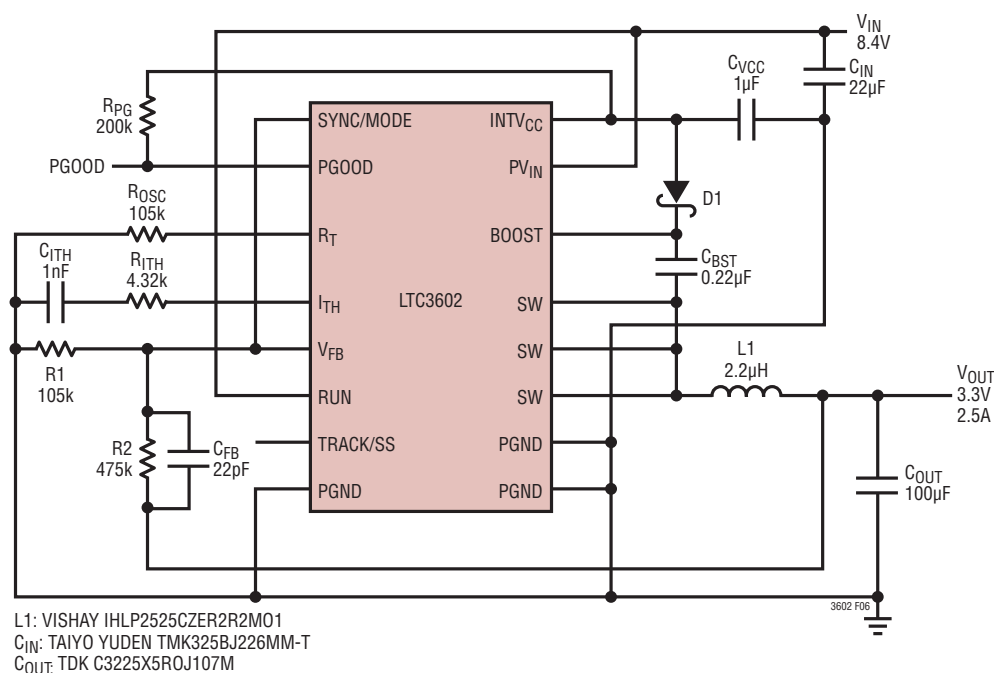 VIN
8.4V
CVCC
1µF
CIN
22µF
RPG
200k
SYNC/MODE
INTVCC
PGOOD
PGOOD
PVIN
D1
ROSC
105k
RT
BOOST
CITH
1nF
RITH
4.32k
CBST
0.22µF
LTC3602
ITH
SW
VFB
SW
R1
105k
L1
2.2µH
RUN
SW
VOUT
3.3V
2.5A
R2
475k
CFB
22pF
TRACK/SS
PGND
PGND
PGND
COUT
100µF
3602 F06
L1: VISHAY IHLP2525CZER2R2MO1
CIN: TAIYO YUDEN TMK325BJ226MM-T
COUT: TDK C3225X5ROJ107M